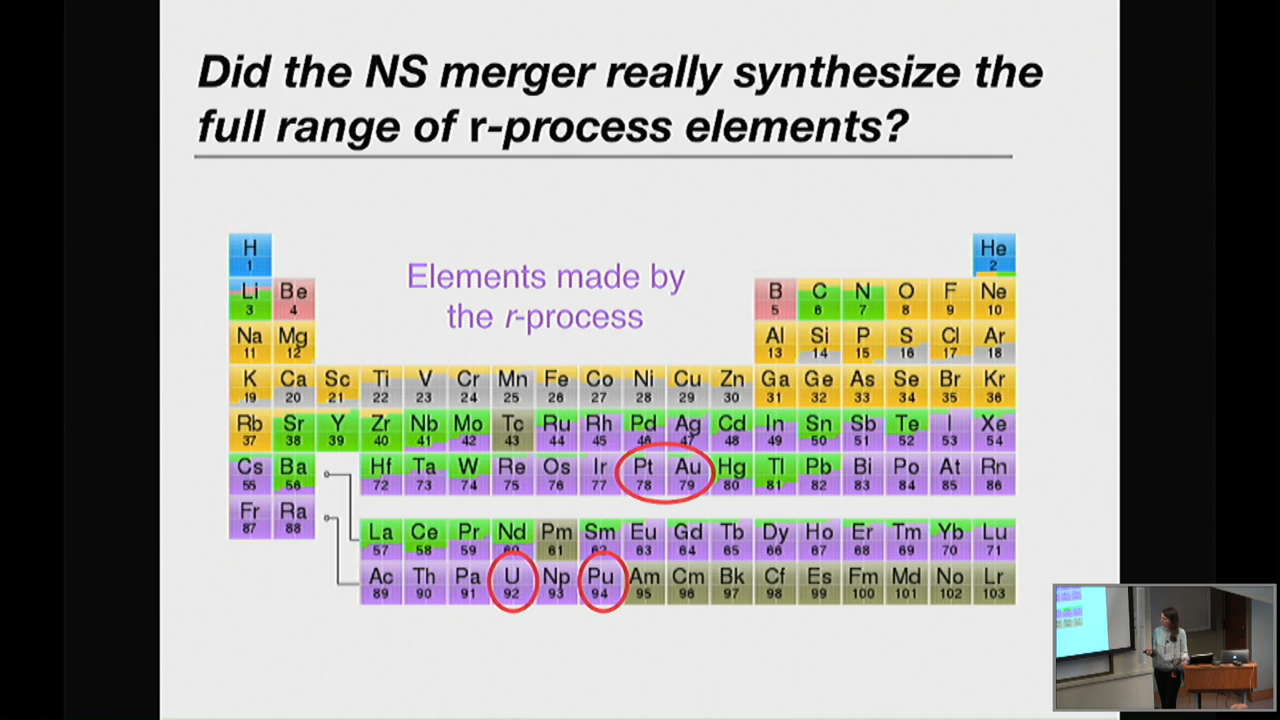 Did the NS merger really synthesize the
full range of r-process elements?
Elements made by
the r-process
H He
1 2
Li Be B C N O F Ne
3 4 5 6 7 8 9 10
Na Mg Al Si P S Cl Ar
11 12 13 14 15 16 17 18
K Ca Sc Ti V Cr Mn Fe Co Ni Cu Zn Ga Ge As Se Br Kr
19 20 21 22 23 24 25 26 27 28 29 30 31 32 33 34 35 36
Rb Sr Y Zr Nb Mo Tc Ru Rh Pd Ag Cd In Sn Sb Te I Xe
37 38 39 40 41 42 43 44 45 46 47 48 49 50 51 52 53 54
Cs Ba Hf Ta W Re Os Ir Pt Au Hg Tl Pb Bi Po At Rn
55 56 72 73 74 75 76 77 78 79 80 81 82 83 84 85 86
Fr Ra
87 88
La Ce Pr Nd Pm Sm Eu Gd Tb Dy Ho Er Tm Yb Lu
57 58 59 60 61 62 63 64 65 66 67 68 69 70 71
Ac Th Pa U Np Pu Am Cm Bk Cf Es Fm Md No Lr
89 90 91 92 93 94 95 96 97 98 99 100 101 102 103